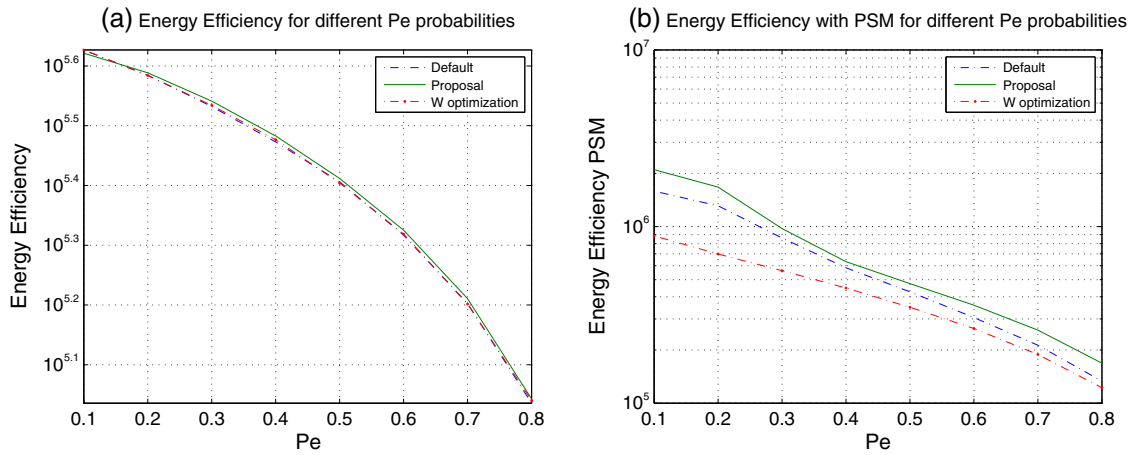 (a) Energy Efficiency for different Pe probabilities
10^5.6
10^5.5
10^5.4
10^5.3
10^5.2
10^5.1
Energy Efficiency
Default
Proposal
W optimization
0.1 0.2 0.3 0.4 0.5 0.6 0.7 0.8
Pe
(b) Energy Efficiency with PSM for different Pe probabilities
10^7
10^6
10^5
Energy Efficiency PSM
Default
Proposal
W optimization
0.1 0.2 0.3 0.4 0.5 0.6 0.7 0.8
Pe